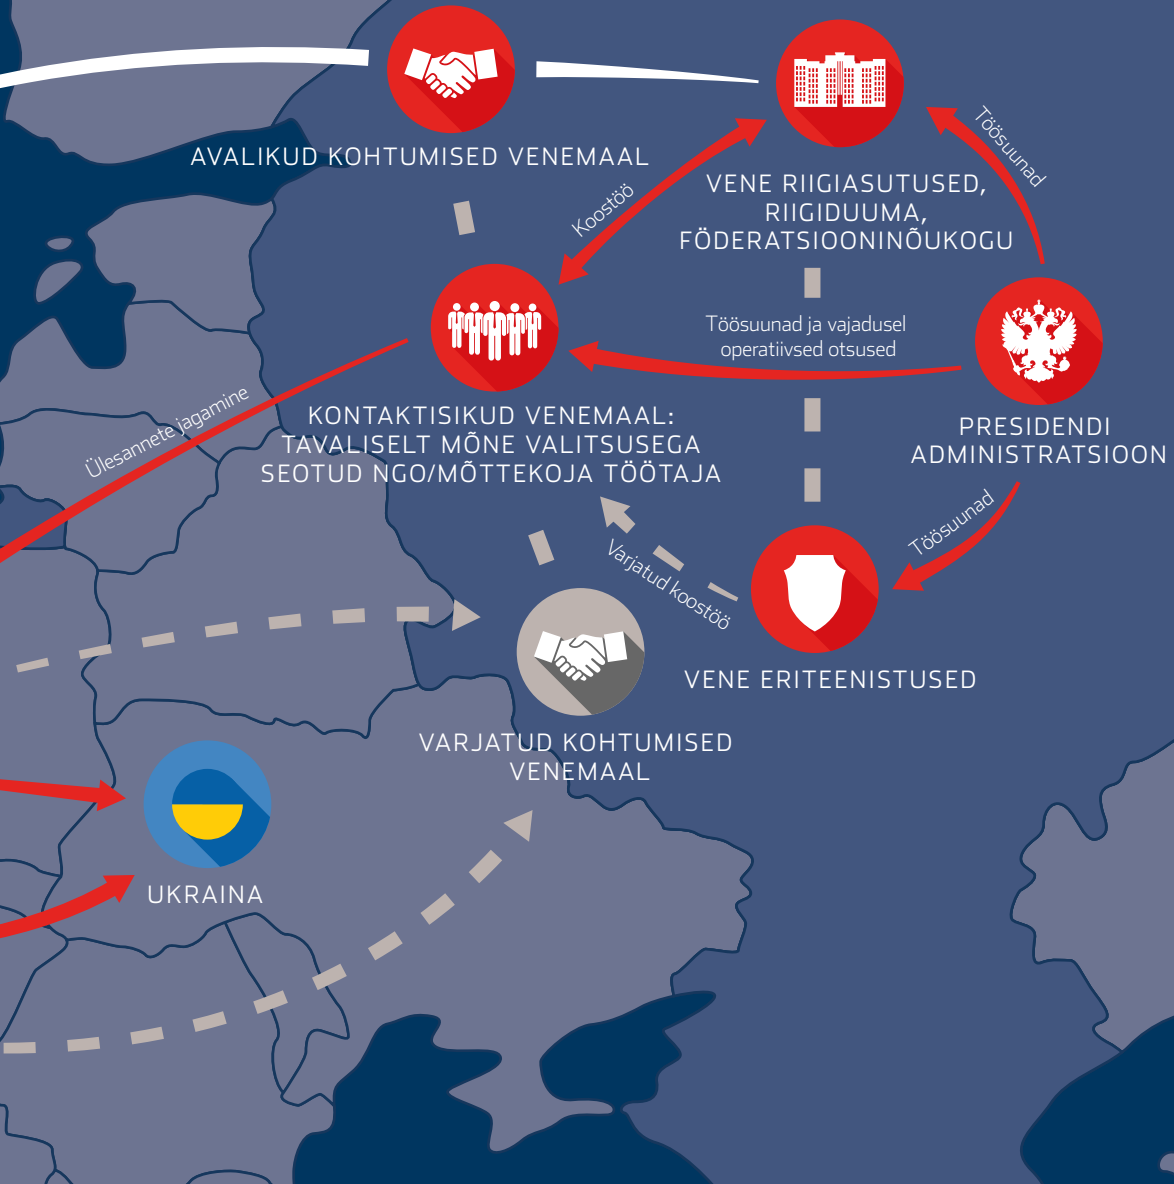 AVALIKUD KOHTUMISED VENEMAAL
Töösuunad
VENE RIIGIASUTUSED,
RIIGIDUUMA,
FÖDERATSIOONINÕUKOGU
Koostöö
Töösuunad ja vajadusel
operatiivsed otsused
Ülesannete jagamine
KONTAKTISIKUD VENEMAAL:
TAVALISELT MÕNE VALITSUSEGA
SEOTUD NGO/MÕTTEKOJA TÖÖTAJA
PRESIDENDI
ADMINISTRATSIOON
Töösuunad
Varjatud koostöö
VENE ERITEENISTUSED
VARJATUD KOHTUMISED
VENEMAAL
UKRAINA